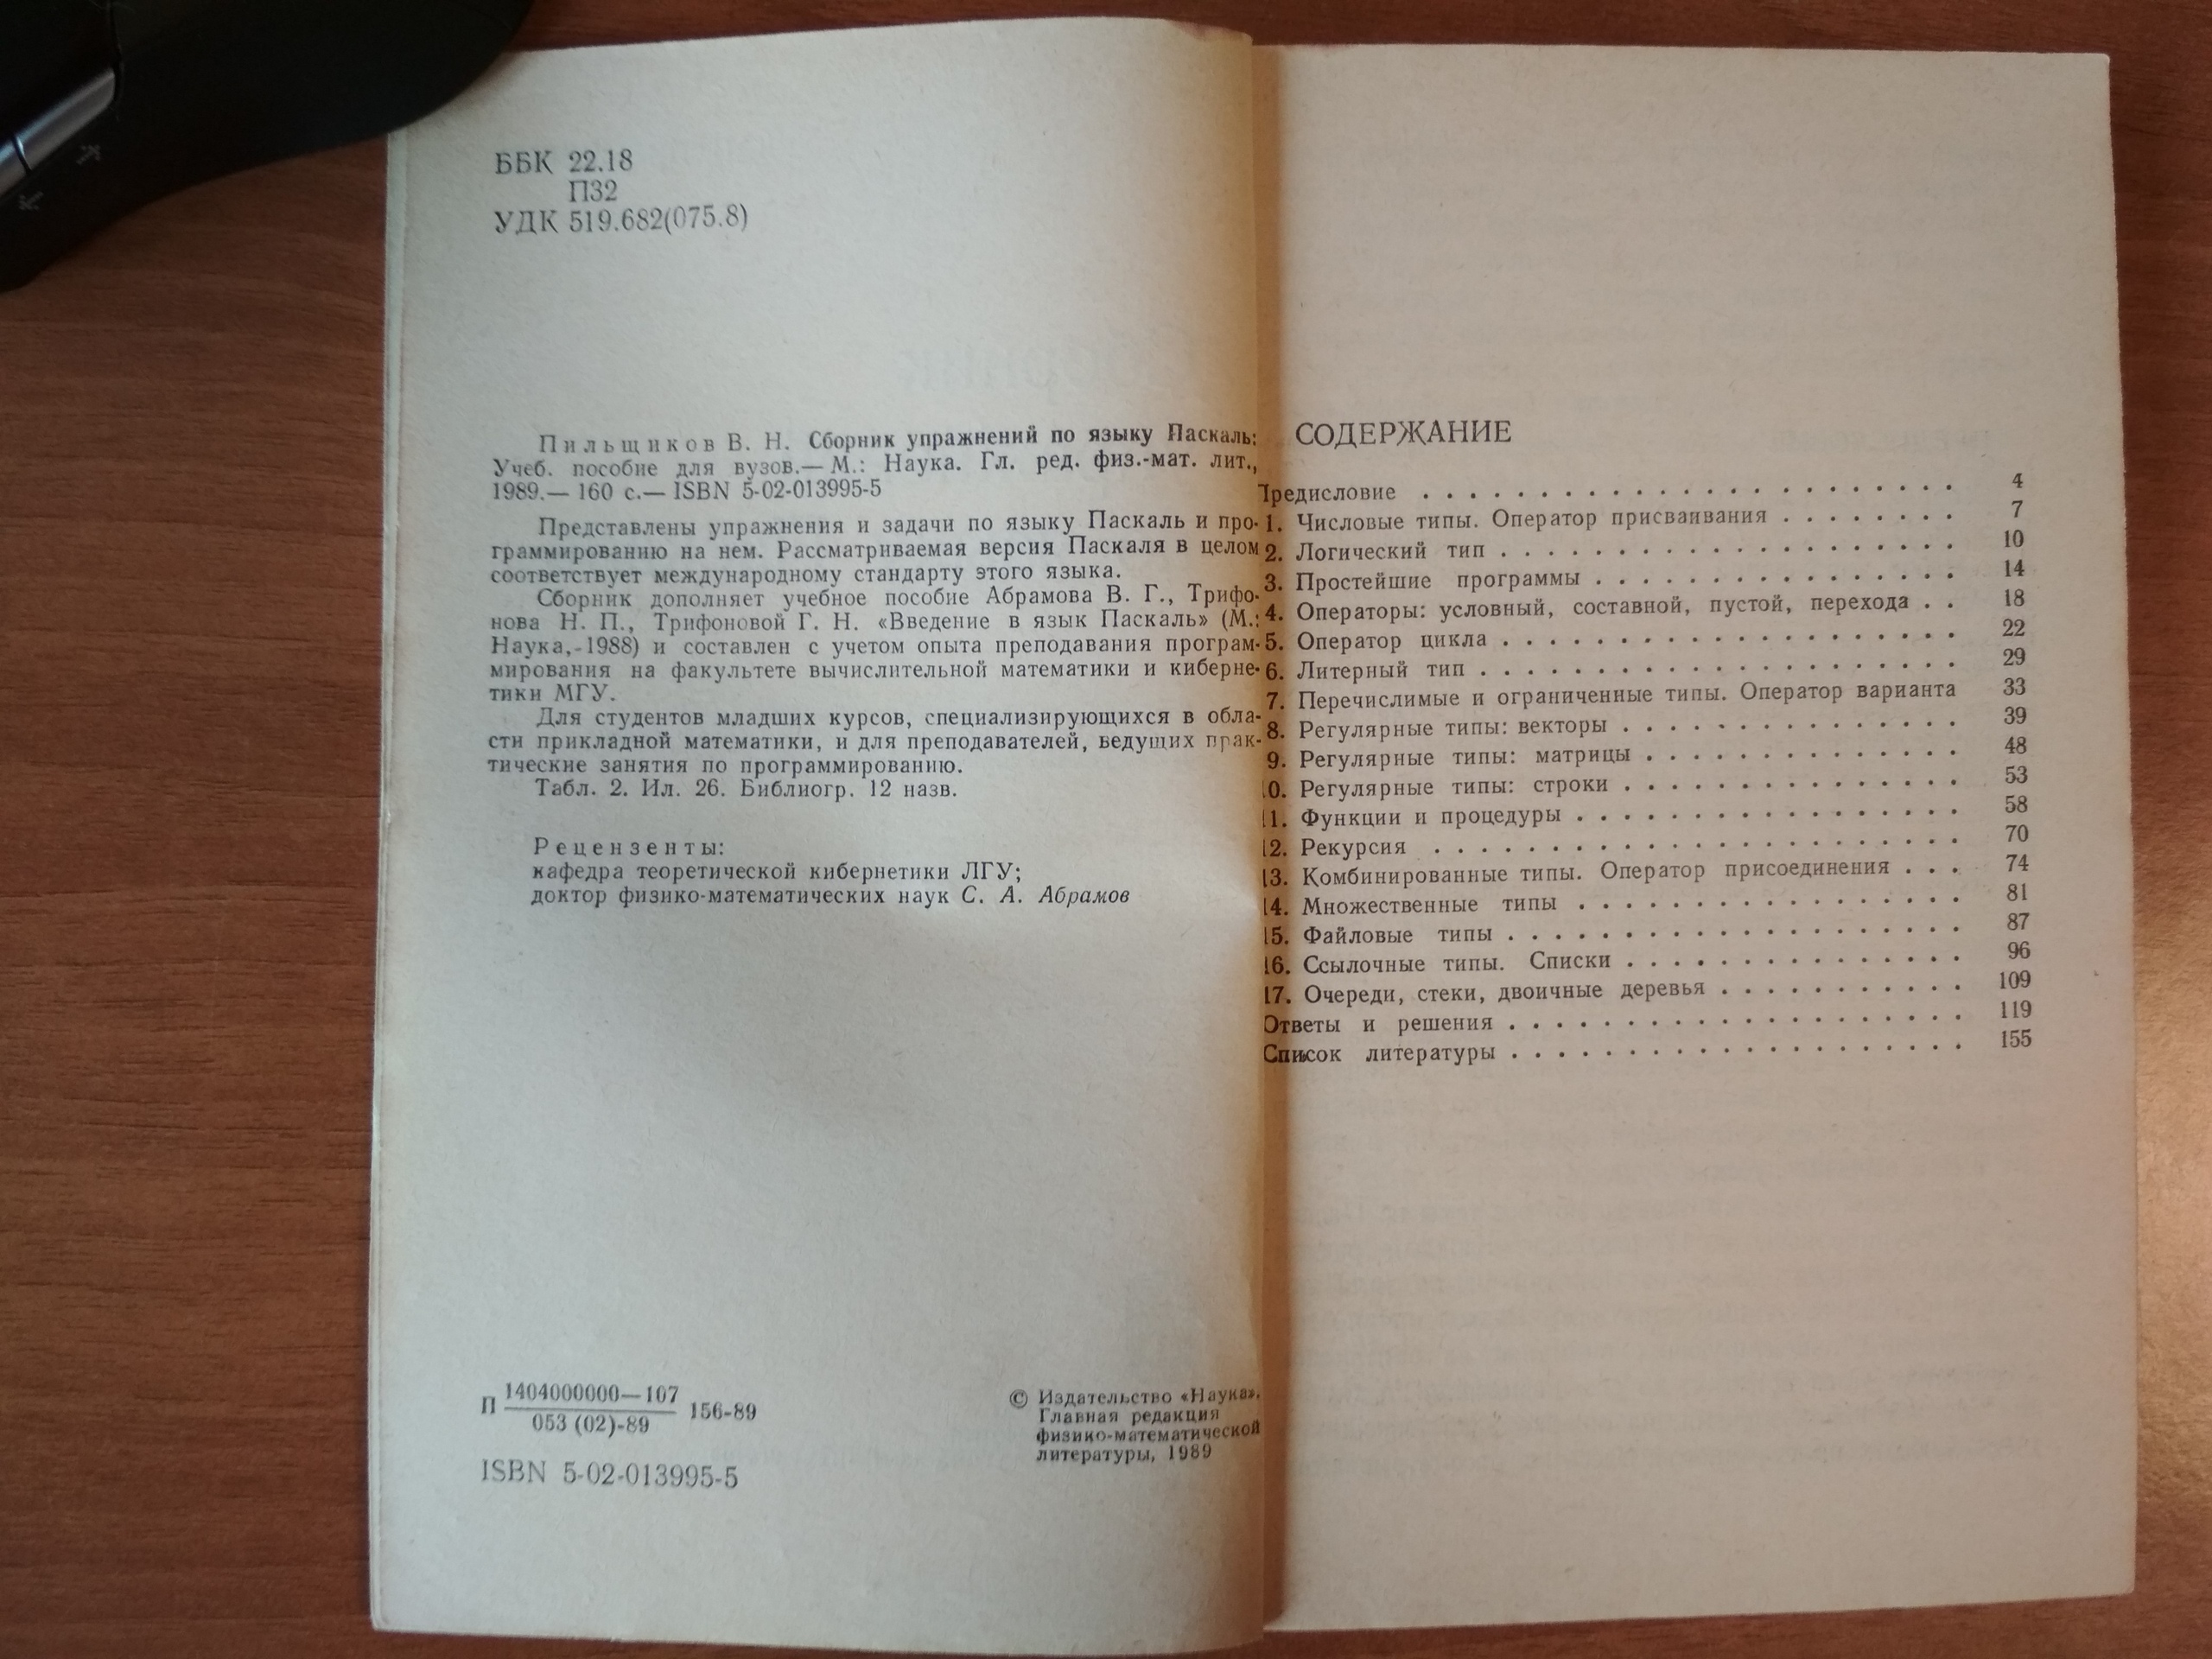 ББК 22.18
П32
УДК 519.682(075.8)
Пильщиков В. Н. Сборник упражнений по языку Паскаль:
Учеб. пособие для вузов.— М.: Наука. Гл. ред. физ.-мат. лит.,
1989.— 160 с.— ISBN 5-02-013995-5
Представлены упражнения и задачи по языку Паскаль и про-
граммированию на нем. Рассматриваемая версия Паскаля в целом
соответствует международному стандарту этого языка.
Сборник дополняет учебное пособие Абрамова В. Г., Трифо-
нова Н. П., Трифоновой Г. Н. «Введение в язык Паскаль» (М.:
Наука,-1988) и составлен с учетом опыта преподавания програм-
мирования на факультете вычислительной математики и киберне-
тики МГУ.
Для студентов младших курсов, специализирующихся в обла-
сти прикладной математики, и для преподавателей, ведущих прак-
тические занятия по программированию.
Табл. 2. Ил. 26. Библиогр. 12 назв.
Рецензенты:
кафедра теоретической кибернетики ЛГУ;
доктор физико-математических наук С. А. Абрамов
П 1404000000—107
053 (02)-89 156-89
ISBN 5-02-013995-5
© Издательство «Наука».
Главная редакция
физико-математической
литературы, 1989
СОДЕРЖАНИЕ
Предисловие . . . . . . . . . . . . . . . . . . . . . . . 4
1. Числовые типы. Оператор присваивания . . . . . . . . 7
2. Логический тип . . . . . . . . . . . . . . . . . . . . 10
3. Простейшие программы . . . . . . . . . . . . . . . . 14
4. Операторы: условный, составной, пустой, перехода . . 18
5. Оператор цикла . . . . . . . . . . . . . . . . . . . . 22
6. Литерный тип . . . . . . . . . . . . . . . . . . . . . 29
7. Перечислимые и ограниченные типы. Оператор варианта 33
8. Регулярные типы: векторы . . . . . . . . . . . . . . . 39
9. Регулярные типы: матрицы . . . . . . . . . . . . . . 48
10. Регулярные типы: строки . . . . . . . . . . . . . . . 53
11. Функции и процедуры . . . . . . . . . . . . . . . . . 58
12. Рекурсия . . . . . . . . . . . . . . . . . . . . . . . 70
13. Комбинированные типы. Оператор присоединения . . . 74
14. Множественные типы . . . . . . . . . . . . . . . . . 81
15. Файловые типы . . . . . . . . . . . . . . . . . . . . 87
16. Ссылочные типы. Списки . . . . . . . . . . . . . . . 96
17. Очереди, стеки, двоичные деревья . . . . . . . . . . . 109
Ответы и решения . . . . . . . . . . . . . . . . . . . . 119
Список литературы . . . . . . . . . . . . . . . . . . . . 155